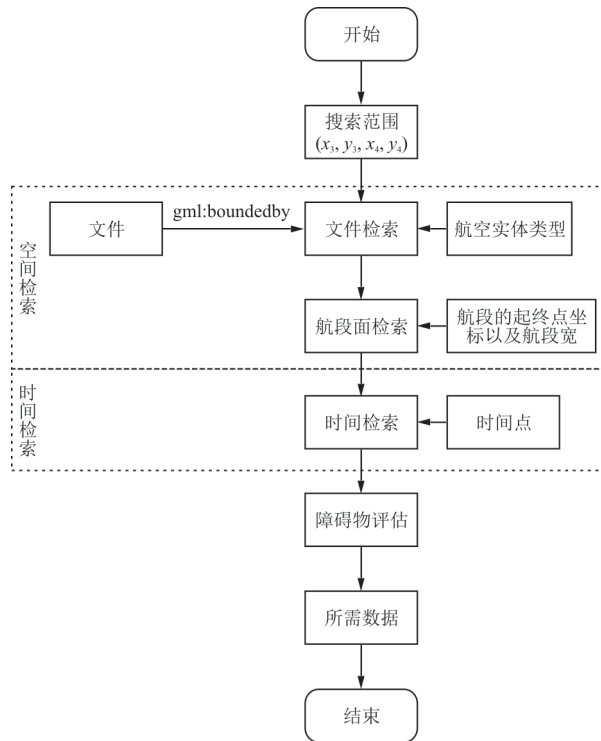 开始
搜索范围
(x₃, y₃, x₄, y₄)
空间检索
文件
gml:boundedby
文件检索
航空实体类型
航段面检索
航段的起终点坐
标以及航段宽
时间检索
时间检索
时间点
障碍物评估
所需数据
结束